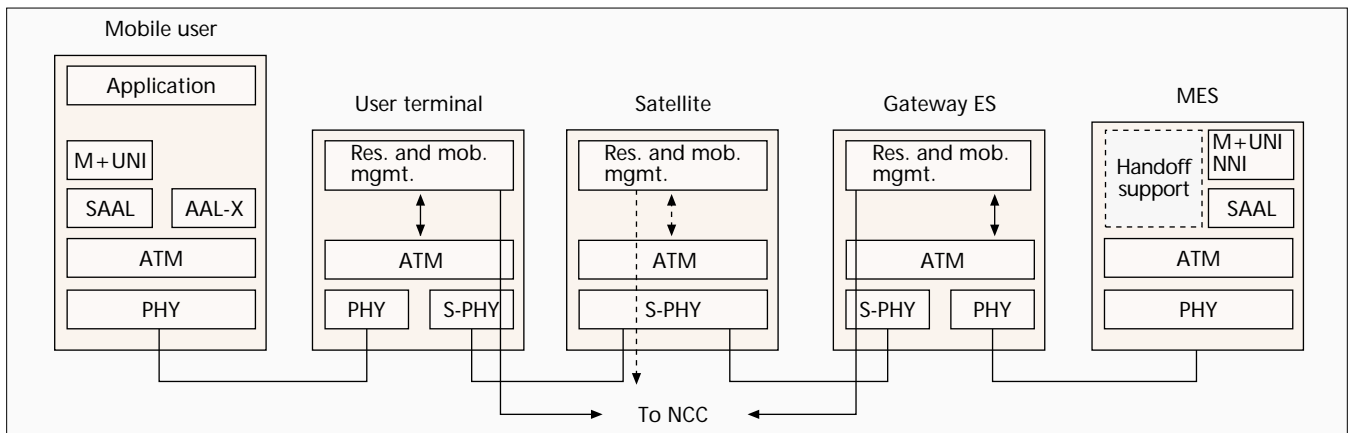 Mobile user
Application
M+UNI
SAAL
AAL-X
ATM
PHY
User terminal
Res. and mob.
mgmt.
ATM
PHY
S-PHY
Satellite
Res. and mob.
mgmt.
ATM
S-PHY
Gateway ES
Res. and mob.
mgmt.
ATM
S-PHY
PHY
MES
Handoff
support
M+UNI
NNI
SAAL
ATM
PHY
To NCC